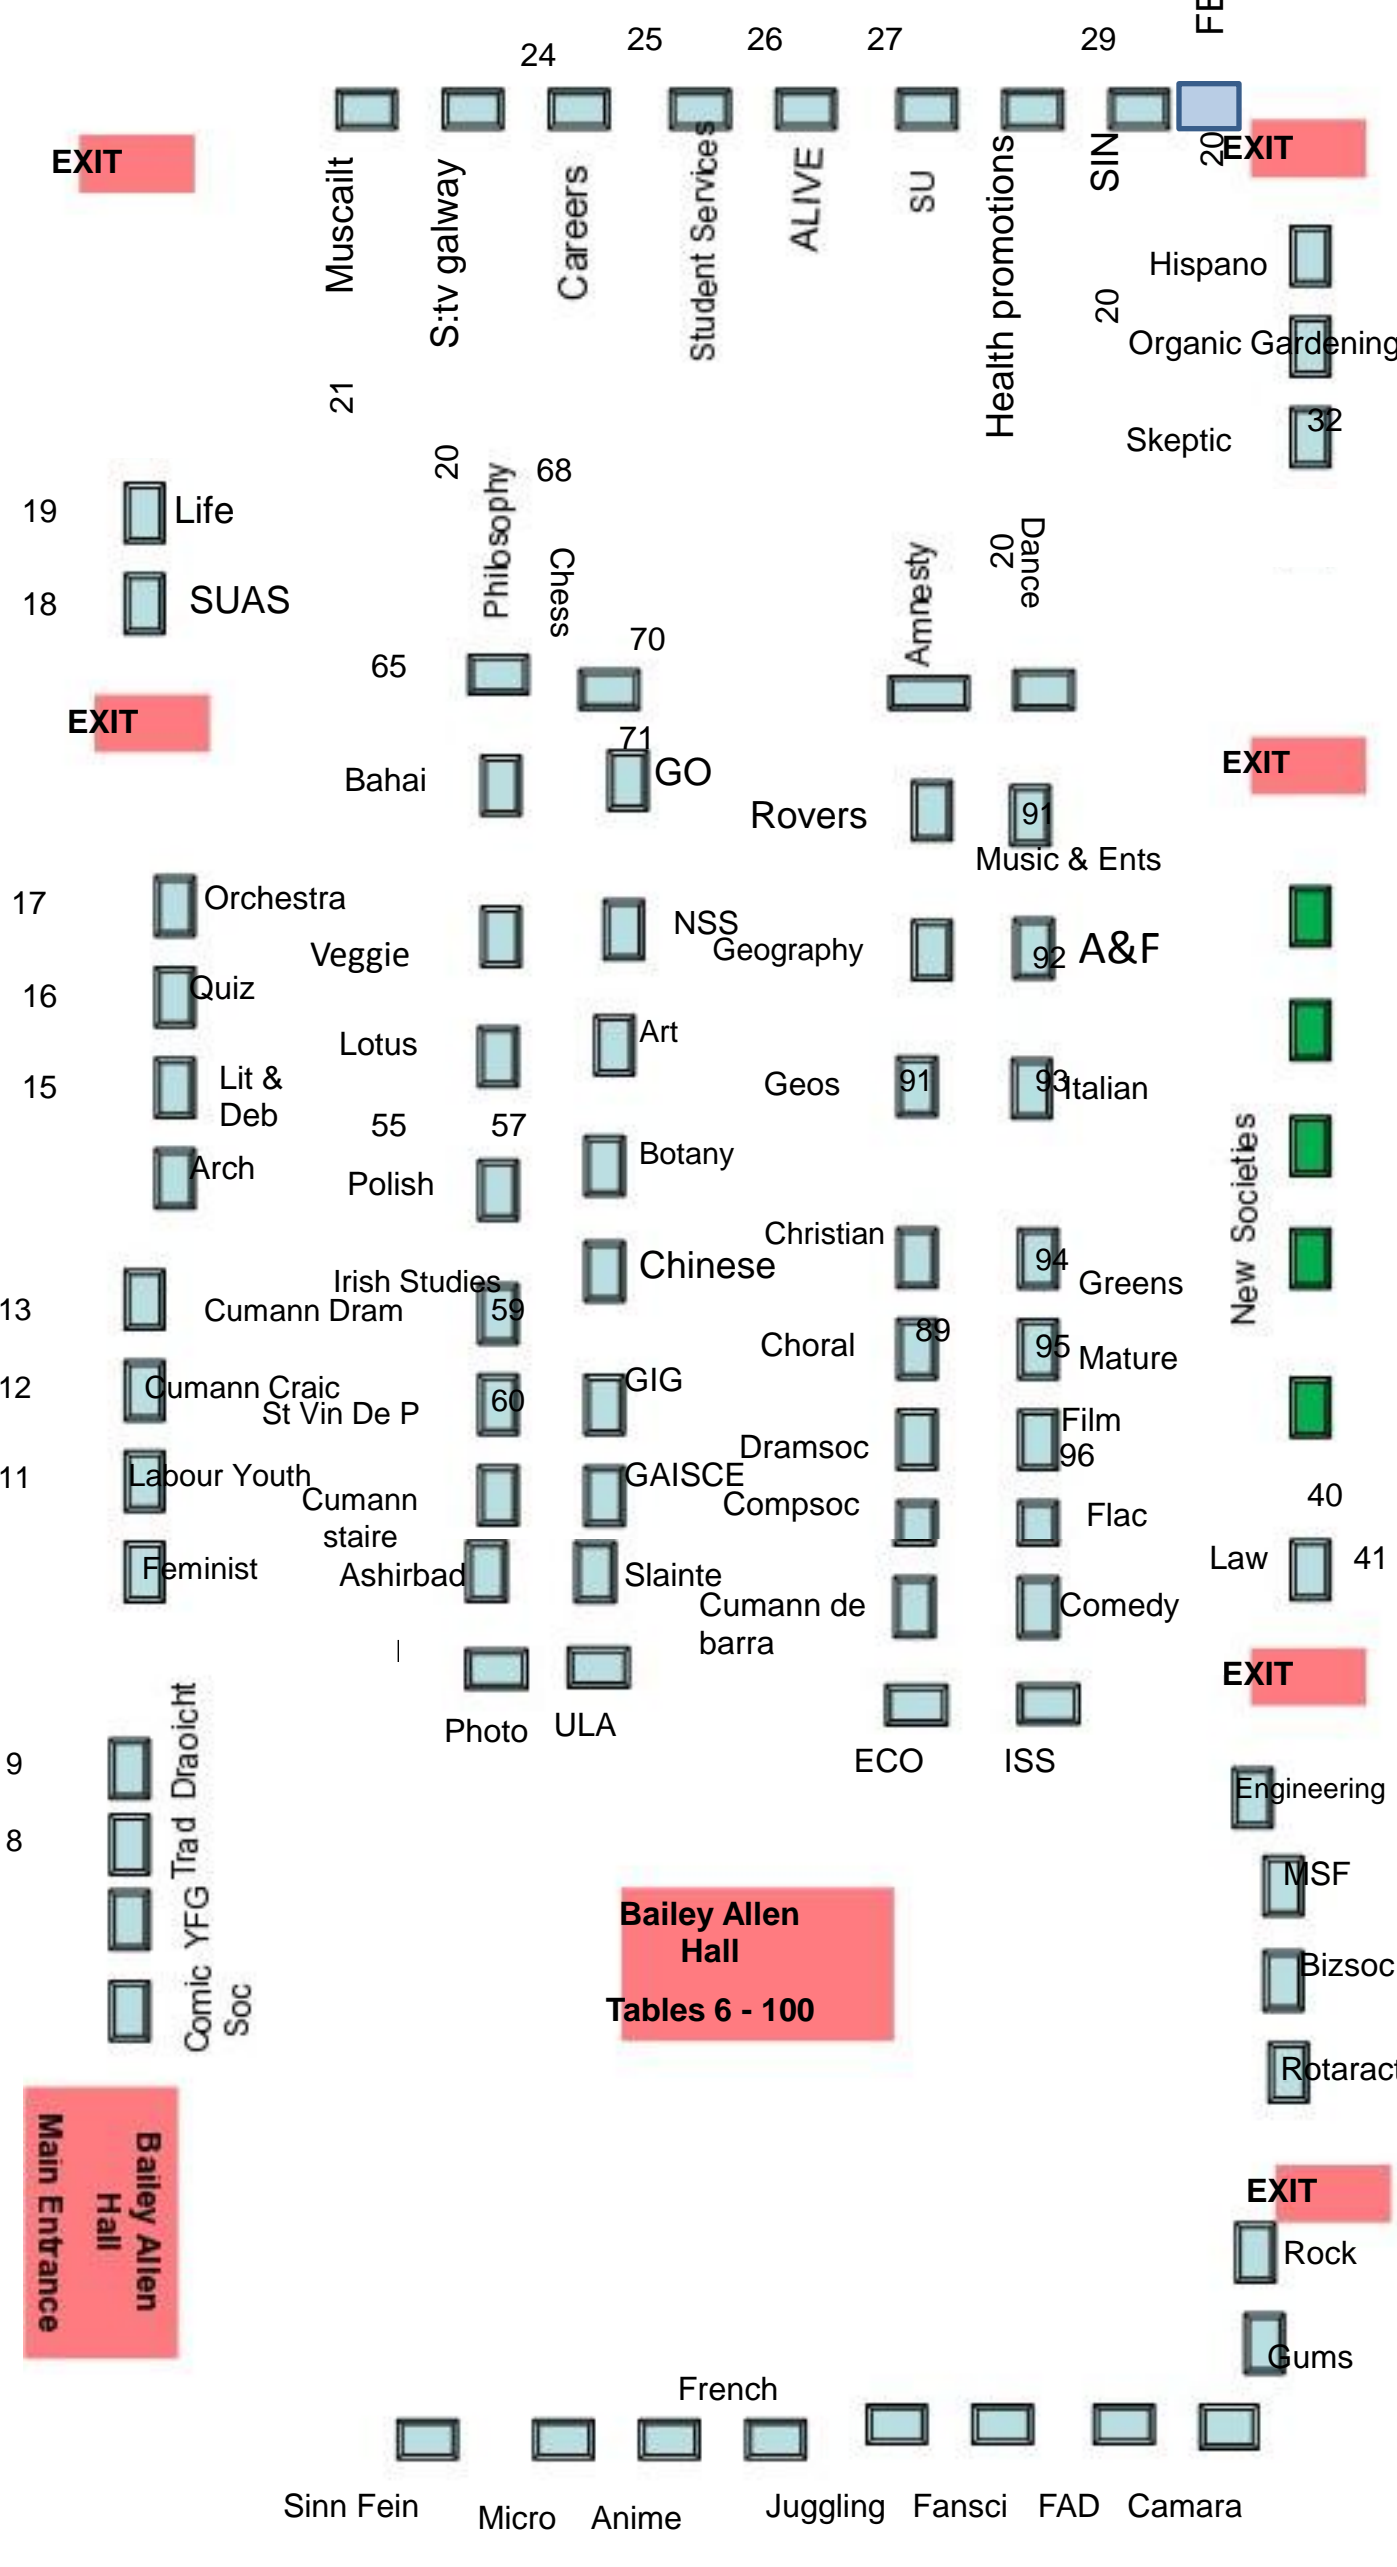 24
25
26
27
29
EXIT
Muscailt
S:tv galway
Careers
Student Services
ALIVE
SU
Health promotions
SIN
20
EXIT
Hispano
20
Organic Gardening
21
32
Skeptic
20
Philosophy
68
19
Life
Chess
Amnesty
20
Dance
18
SUAS
65
70
EXIT
71
EXIT
Bahai
GO
Rovers
91
Music & Ents
17
Orchestra
Veggie
NSS
Geography
92
A&F
16
Quiz
Lotus
Art
15
Lit &
Deb
Geos
91
93
Italian
55
57
Arch
Polish
Botany
New Societies
Christian
94
Greens
Irish Studies
Chinese
13
Cumann Dram
59
Choral
89
95
Mature
12
Cumann Craic
St Vin De P
60
GIG
Film
96
Dramsoc
11
Labour Youth
Cumann
staire
GAISCE
Compsoc
Flac
40
Feminist
Ashirbad
Slainte
Law
41
Cumann de
barra
Comedy
EXIT
Photo
ULA
ECO
ISS
9
Draoicht
Engineering
8
Trad
MSF
YFG
Bailey Allen
Hall
Tables 6 - 100
Bizsoc
Comic
Soc
Rotaract
Bailey Allen
Hall
Main Entrance
EXIT
Rock
Gums
French
Sinn Fein
Micro
Anime
Juggling
Fansci
FAD
Camara